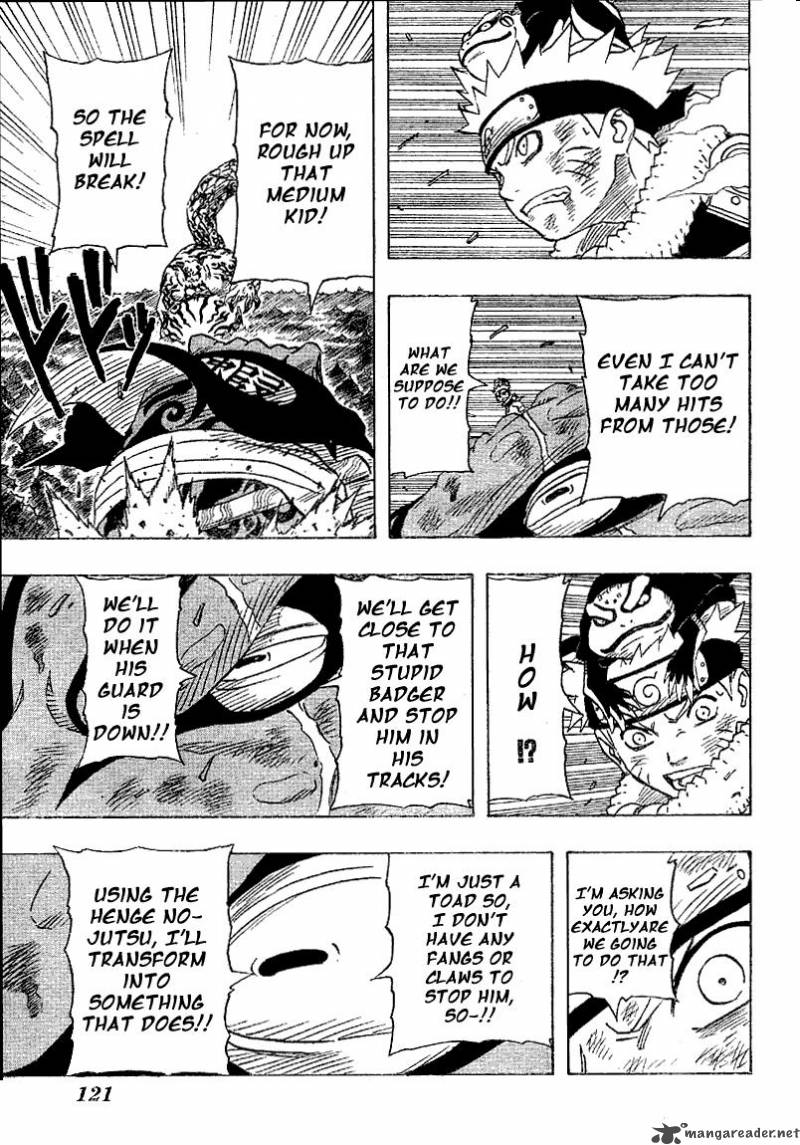 EVEN I CAN'T
TAKE TOO
MANY HITS
FROM THOSE!
WHAT
ARE WE
SUPPOSE
TO DO!!
FOR NOW,
ROUGH UP
THAT
MEDIUM
KID!
SO THE
SPELL
WILL
BREAK!
ドドド
HOW !?
WE'LL GET
CLOSE TO
THAT
STUPID
BADGER
AND STOP
HIM IN
HIS
TRACKS!
WE'LL
DO IT
WHEN
HIS
GUARD
IS
DOWN!!
I'M ASKING
YOU, HOW
EXACTLYARE
WE GOING
TO DO THAT
!?
I'M JUST A
TOAD SO,
I DON'T
HAVE ANY
FANGS OR
CLAWS TO
STOP HIM,
SO-!!
USING THE
HENGE NO-
JUTSU, I'LL
TRANSFORM
INTO
SOMETHING
THAT DOES!!
121
mangareader.net